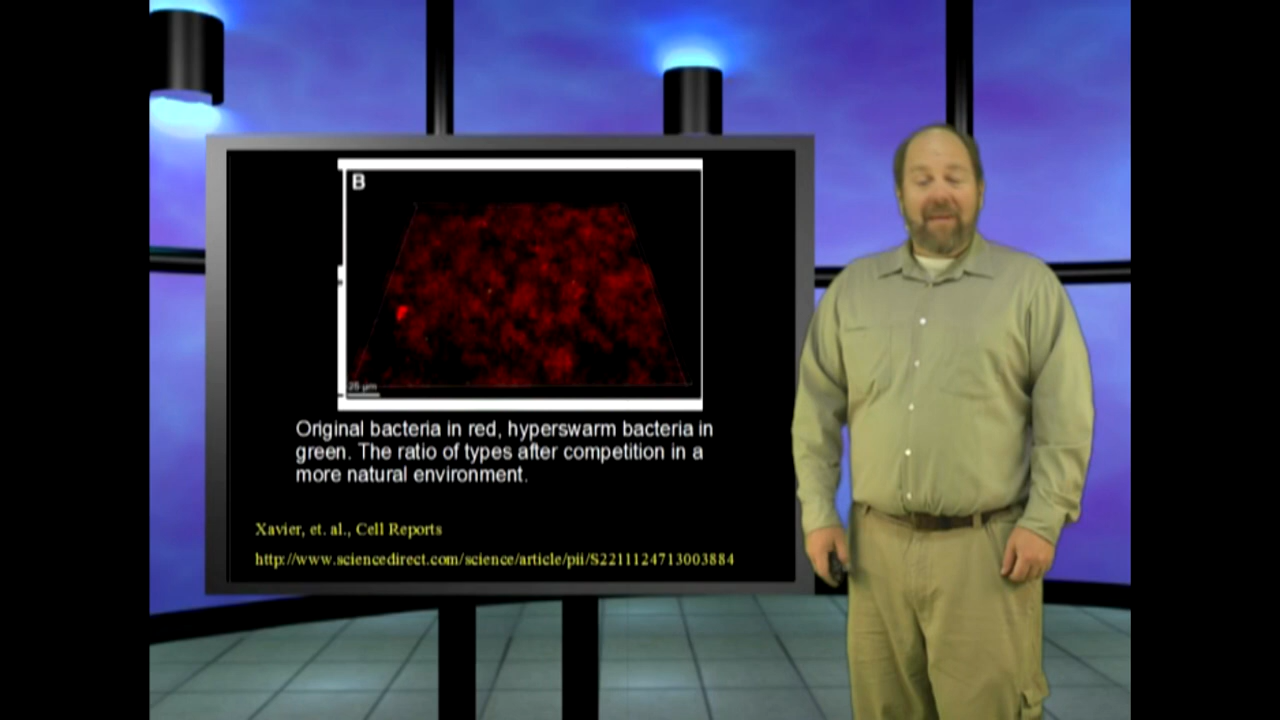 B
25 µm
Original bacteria in red, hyperswarm bacteria in
green. The ratio of types after competition in a
more natural environment.
Xavier, et. al., Cell Reports
http://www.sciencedirect.com/science/article/pii/S2211124713003884